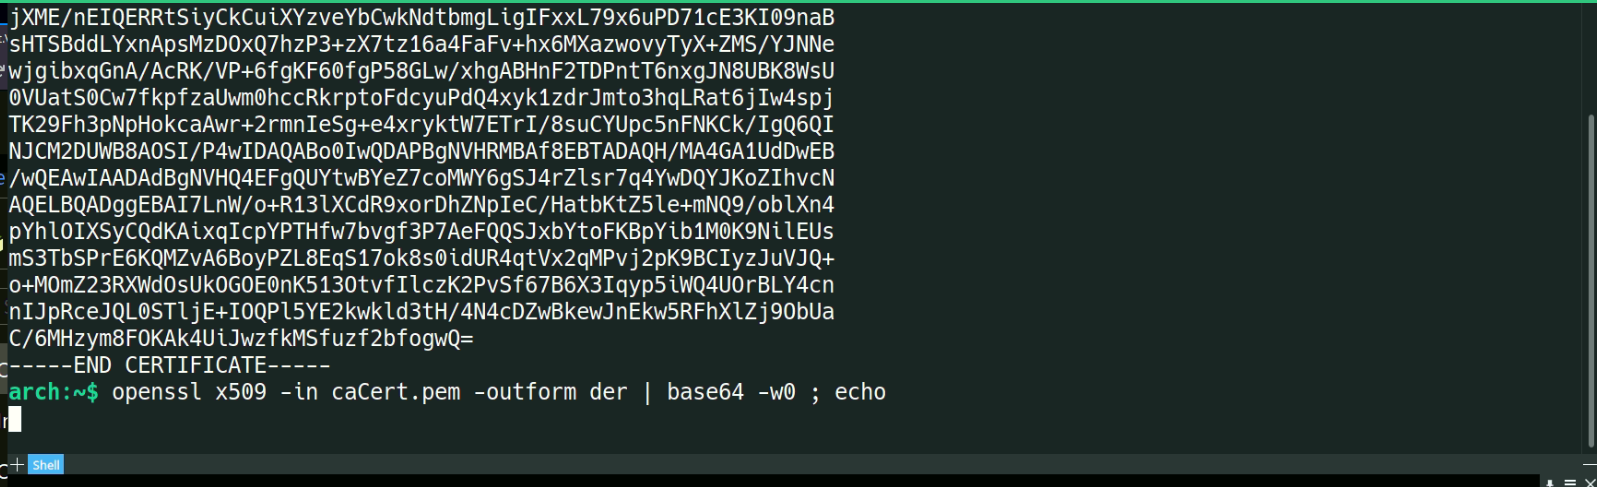 jXME/nEIQERRtSiyCkCuiXYzveYbCwkNdtbmgLigIFxxL79x6uPD71cE3KI09naB
sHTSBddLYxnApsMzDOxQ7hzP3+zX7tz16a4FaFv+hx6MXazwovyTyX+ZMS/YJNNe
wjgibxqGnA/AcRK/VP+6fgKF60fgP58GLw/xhgABHnF2TDPntT6nxgJN8UBK8WsU
0VUatS0Cw7fkpfzaUwm0hccRkrptoFdcyuPdQ4xyk1zdrJmto3hqLRat6jIw4spj
TK29Fh3pNpHokcaAwr+2rmnIeSg+e4xryktW7ETrI/8suCYUpc5nFNKCk/IgQ6QI
NJCM2DUWB8AOSI/P4wIDAQABo0IwQDAPBgNVHRMBAf8EBTADAQH/MA4GA1UdDwEB
/wQEAwIAADAdBgNVHQ4EFgQUYtwBYeZ7coMWY6gSJ4rZlsr7q4YwDQYJKoZIhvcN
AQELBQADggEBAI7LnW/o+R13lXCdR9xorDhZNpIeC/HatbKtZ5le+mNQ9/oblXn4
pYhlOIXSyCQdKAixqIcpYPTHfw7bvgf3P7AeFQQSJxbYtoFKBpYib1M0K9NilEUs
mS3TbSPrE6KQMZvA6BoyPZL8EqS17ok8s0idUR4qtVx2qMPvj2pK9BCIyzJuVJQ+
o+MOmZ23RXWdOsUkOGOE0nK513OtvfIlczK2PvSf67B6X3Iqyp5iWQ4UOrBLY4cn
nIJpRceJQL0STljE+IOQPl5YE2kwkld3tH/4N4cDZwBkewJnEkw5RFhXlZj9ObUa
C/6MHzym8FOKAk4UiJwzfkMSfuzf2bfogwQ=
-----END CERTIFICATE-----
arch:~$ openssl x509 -in caCert.pem -outform der | base64 -w0 ; echo
Shell